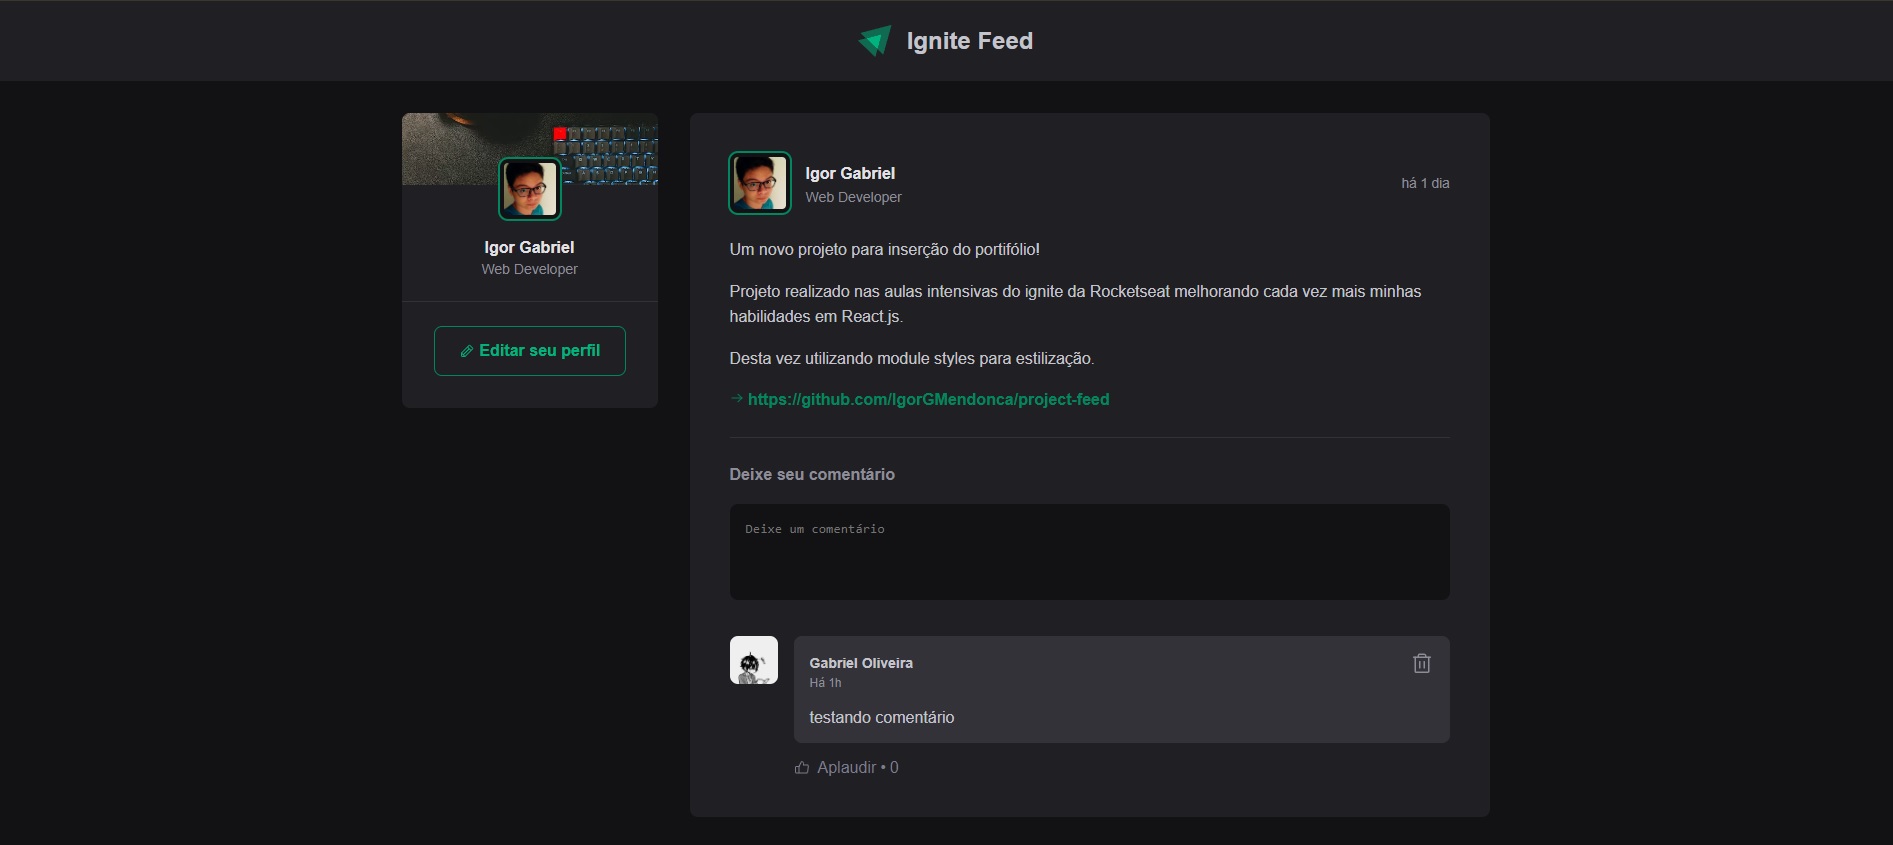 Ignite Feed
Igor Gabriel
Web Developer
Editar seu perfil
Igor Gabriel
Web Developer
há 1 dia
Um novo projeto para inserção do portifólio!
Projeto realizado nas aulas intensivas do ignite da Rocketseat melhorando cada vez mais minhas
habilidades em React.js.
Desta vez utilizando module styles para estilização.
https://github.com/IgorGMendonca/project-feed
Deixe seu comentário
Deixe um comentário
Gabriel Oliveira
Há 1h
testando comentário
Aplaudir • 0